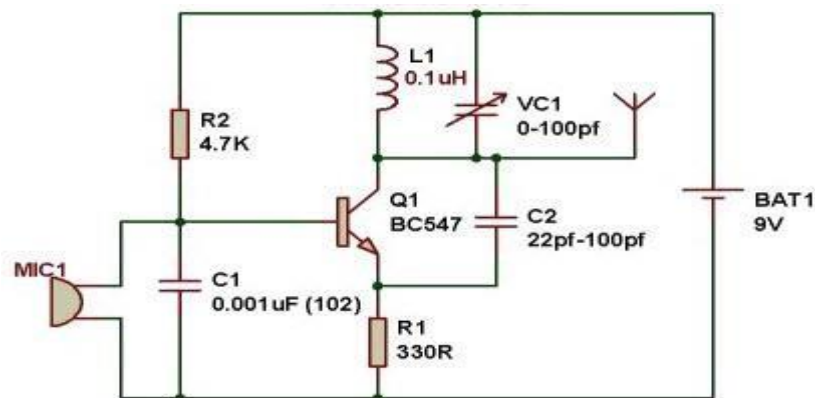 L1
0.1uH
VC1
0-100pf
R2
4.7K
Q1
BC547
C2
22pf-100pf
BAT1
9V
MIC1
C1
0.001uF (102)
R1
330R